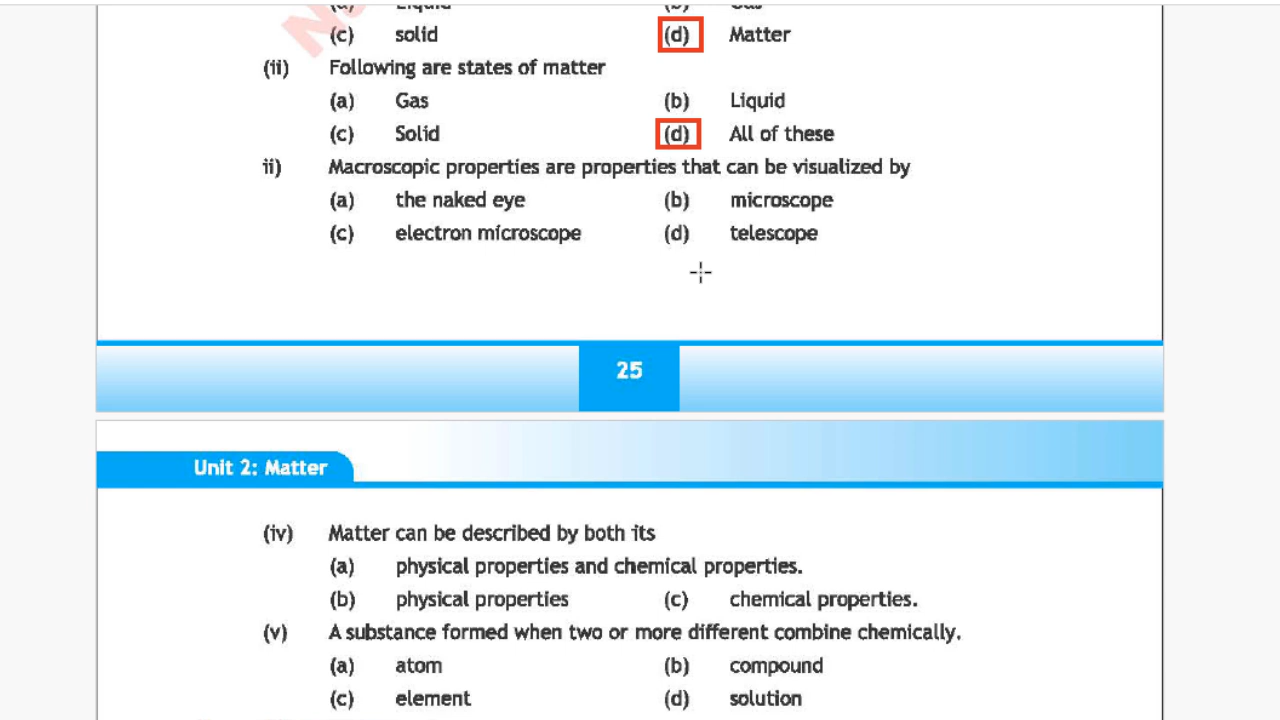 (a) Liquid (b) Gas
(c) solid (d) Matter
(ii) Following are states of matter
(a) Gas (b) Liquid
(c) Solid (d) All of these
ii) Macroscopic properties are properties that can be visualized by
(a) the naked eye (b) microscope
(c) electron microscope (d) telescope
25
Unit 2: Matter
(iv) Matter can be described by both its
(a) physical properties and chemical properties.
(b) physical properties (c) chemical properties.
(v) A substance formed when two or more different combine chemically.
(a) atom (b) compound
(c) element (d) solution